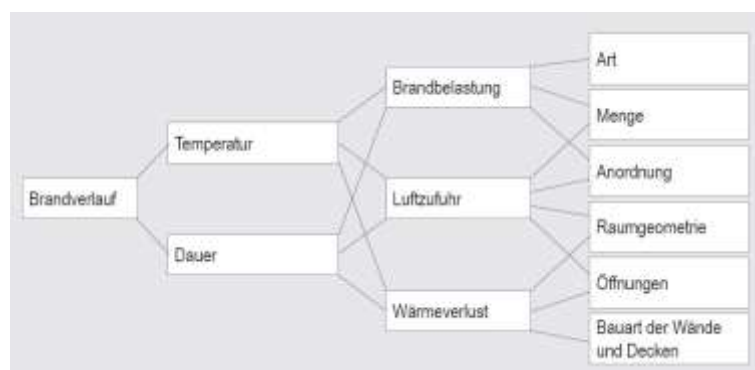 Brandverlauf
Temperatur
Dauer
Brandbelastung
Luftzufuhr
Wärmeverlust
Art
Menge
Anordnung
Raumgeometrie
Öffnungen
Bauart der Wände
und Decken